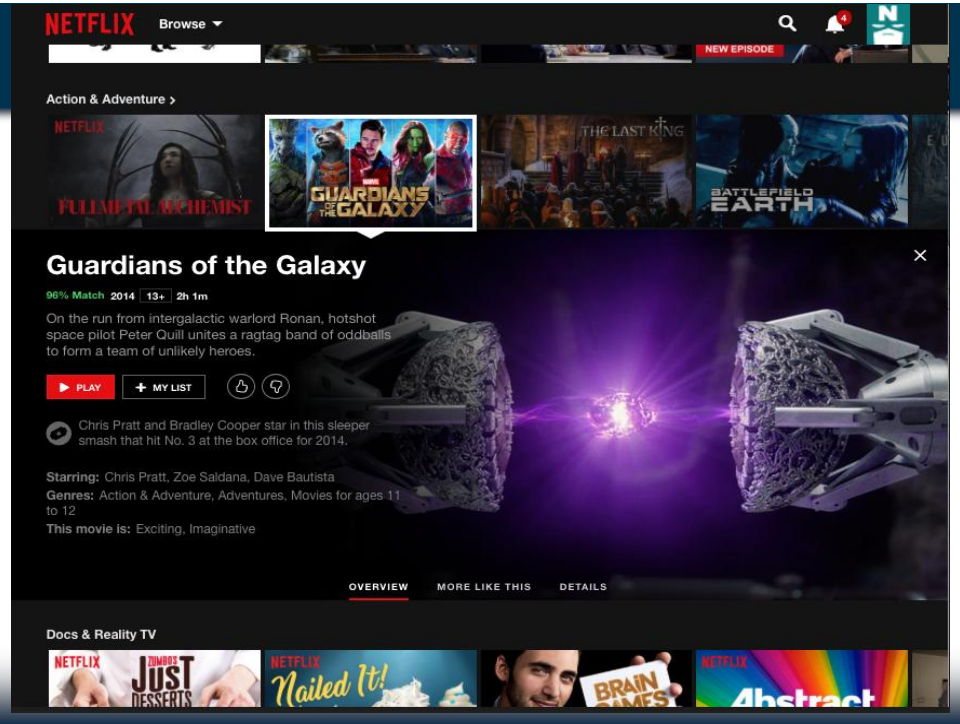 NETFLIX Browse 4 N
NEW EPISODE
Action & Adventure >
NETFLIX
FULLMETAL ALCHEMIST
MARVEL
GUARDIANS
OF THE GALAXY
THE LAST KING
BATTLEFIELD
EARTH
Guardians of the Galaxy
96% Match 2014 13+ 2h 1m
On the run from intergalactic warlord Ronan, hotshot
space pilot Peter Quill unites a ragtag band of oddballs
to form a team of unlikely heroes.
PLAY + MY LIST
Chris Pratt and Bradley Cooper star in this sleeper
smash that hit No. 3 at the box office for 2014.
Starring: Chris Pratt, Zoe Saldana, Dave Bautista
Genres: Action & Adventure, Adventures, Movies for ages 11
to 12
This movie is: Exciting, Imaginative
OVERVIEW MORE LIKE THIS DETAILS
Docs & Reality TV
NETFLIX
ZUMBO'S
JUST
DESSERTS
NETFLIX
Nailed It!
BRAIN
GAMES
NETFLIX
Abstract